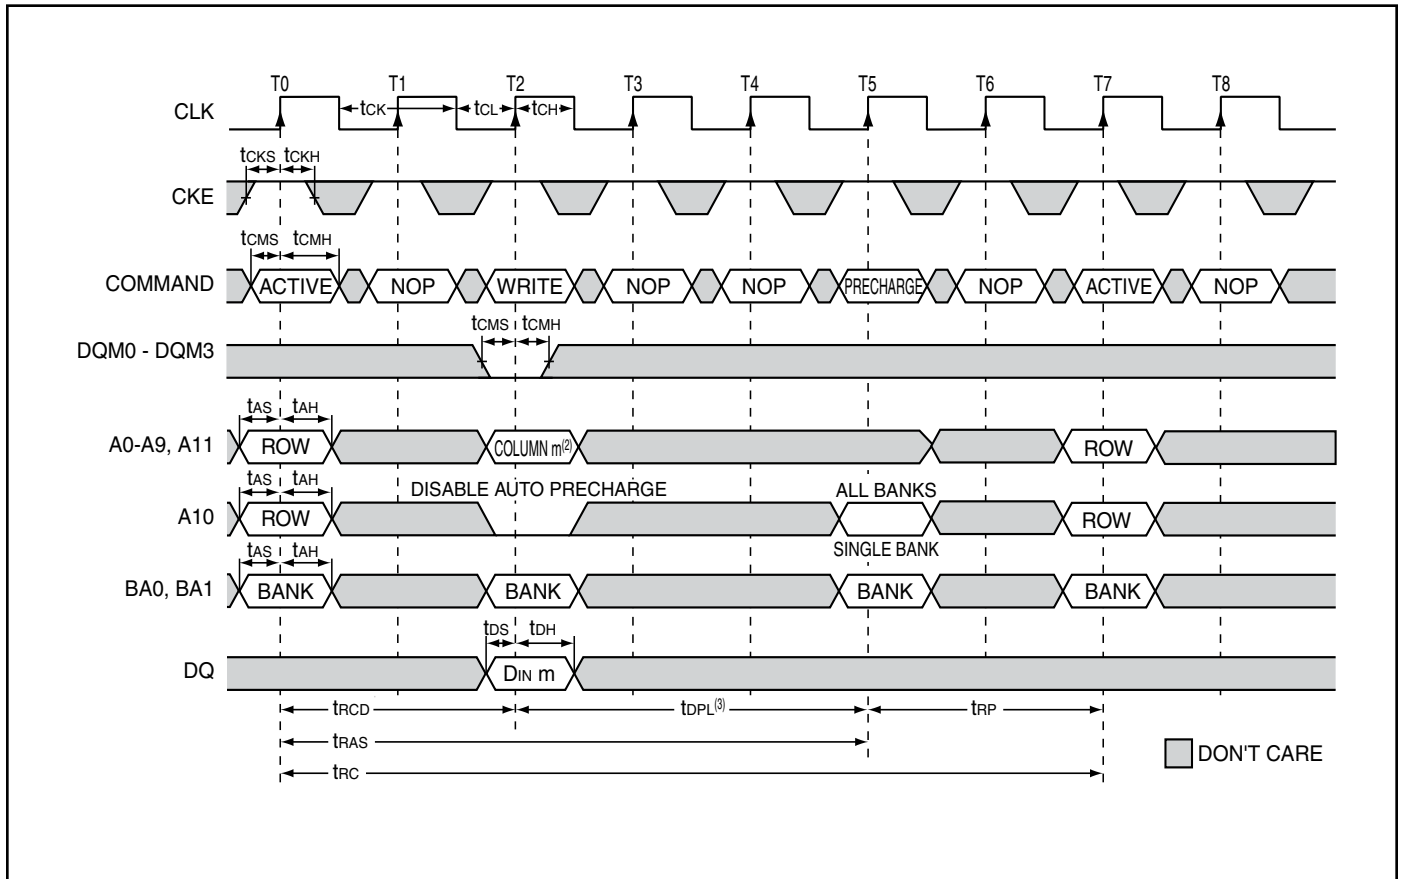 T0 T1 T2 T3 T4 T5 T6 T7 T8
CLK
tCK tCL tCH
tCKS tCKH
CKE
tCMS tCMH
COMMAND ACTIVE NOP WRITE NOP NOP PRECHARGE NOP ACTIVE NOP
tCMS tCMH
DQM0 - DQM3
tAS tAH
A0-A9, A11 ROW COLUMN m(2) ROW
tAS tAH DISABLE AUTO PRECHARGE ALL BANKS
A10 ROW ROW
tAS tAH SINGLE BANK
BA0, BA1 BANK BANK BANK BANK
tDS tDH
DQ DIN m
tRCD tDPL(3) tRP
tRAS
DON'T CARE
tRC